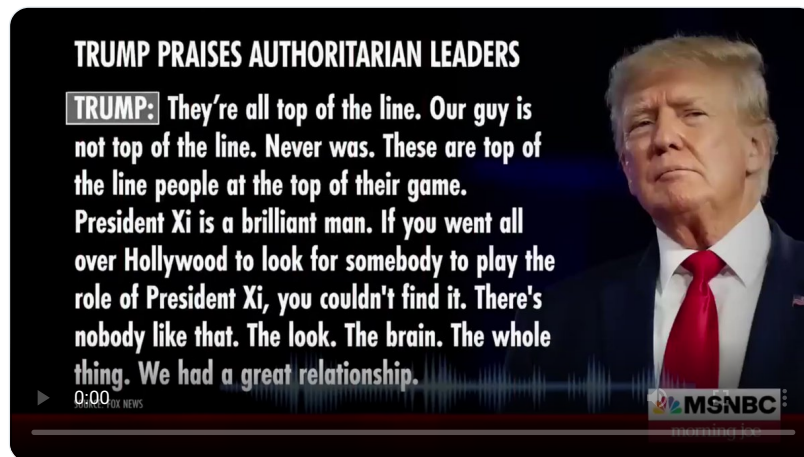 TRUMP PRAISES AUTHORITARIAN LEADERS
TRUMP: They're all top of the line. Our guy is
not top of the line. Never was. These are top of
the line people at the top of their game.
President Xi is a brilliant man. If you went all
over Hollywood to look for somebody to play the
role of President Xi, you couldn't find it. There's
nobody like that. The look. The brain. The whole
thing. We had a great relationship.
0:00
SOURCE: FOX NEWS
MSNBC
morning joe